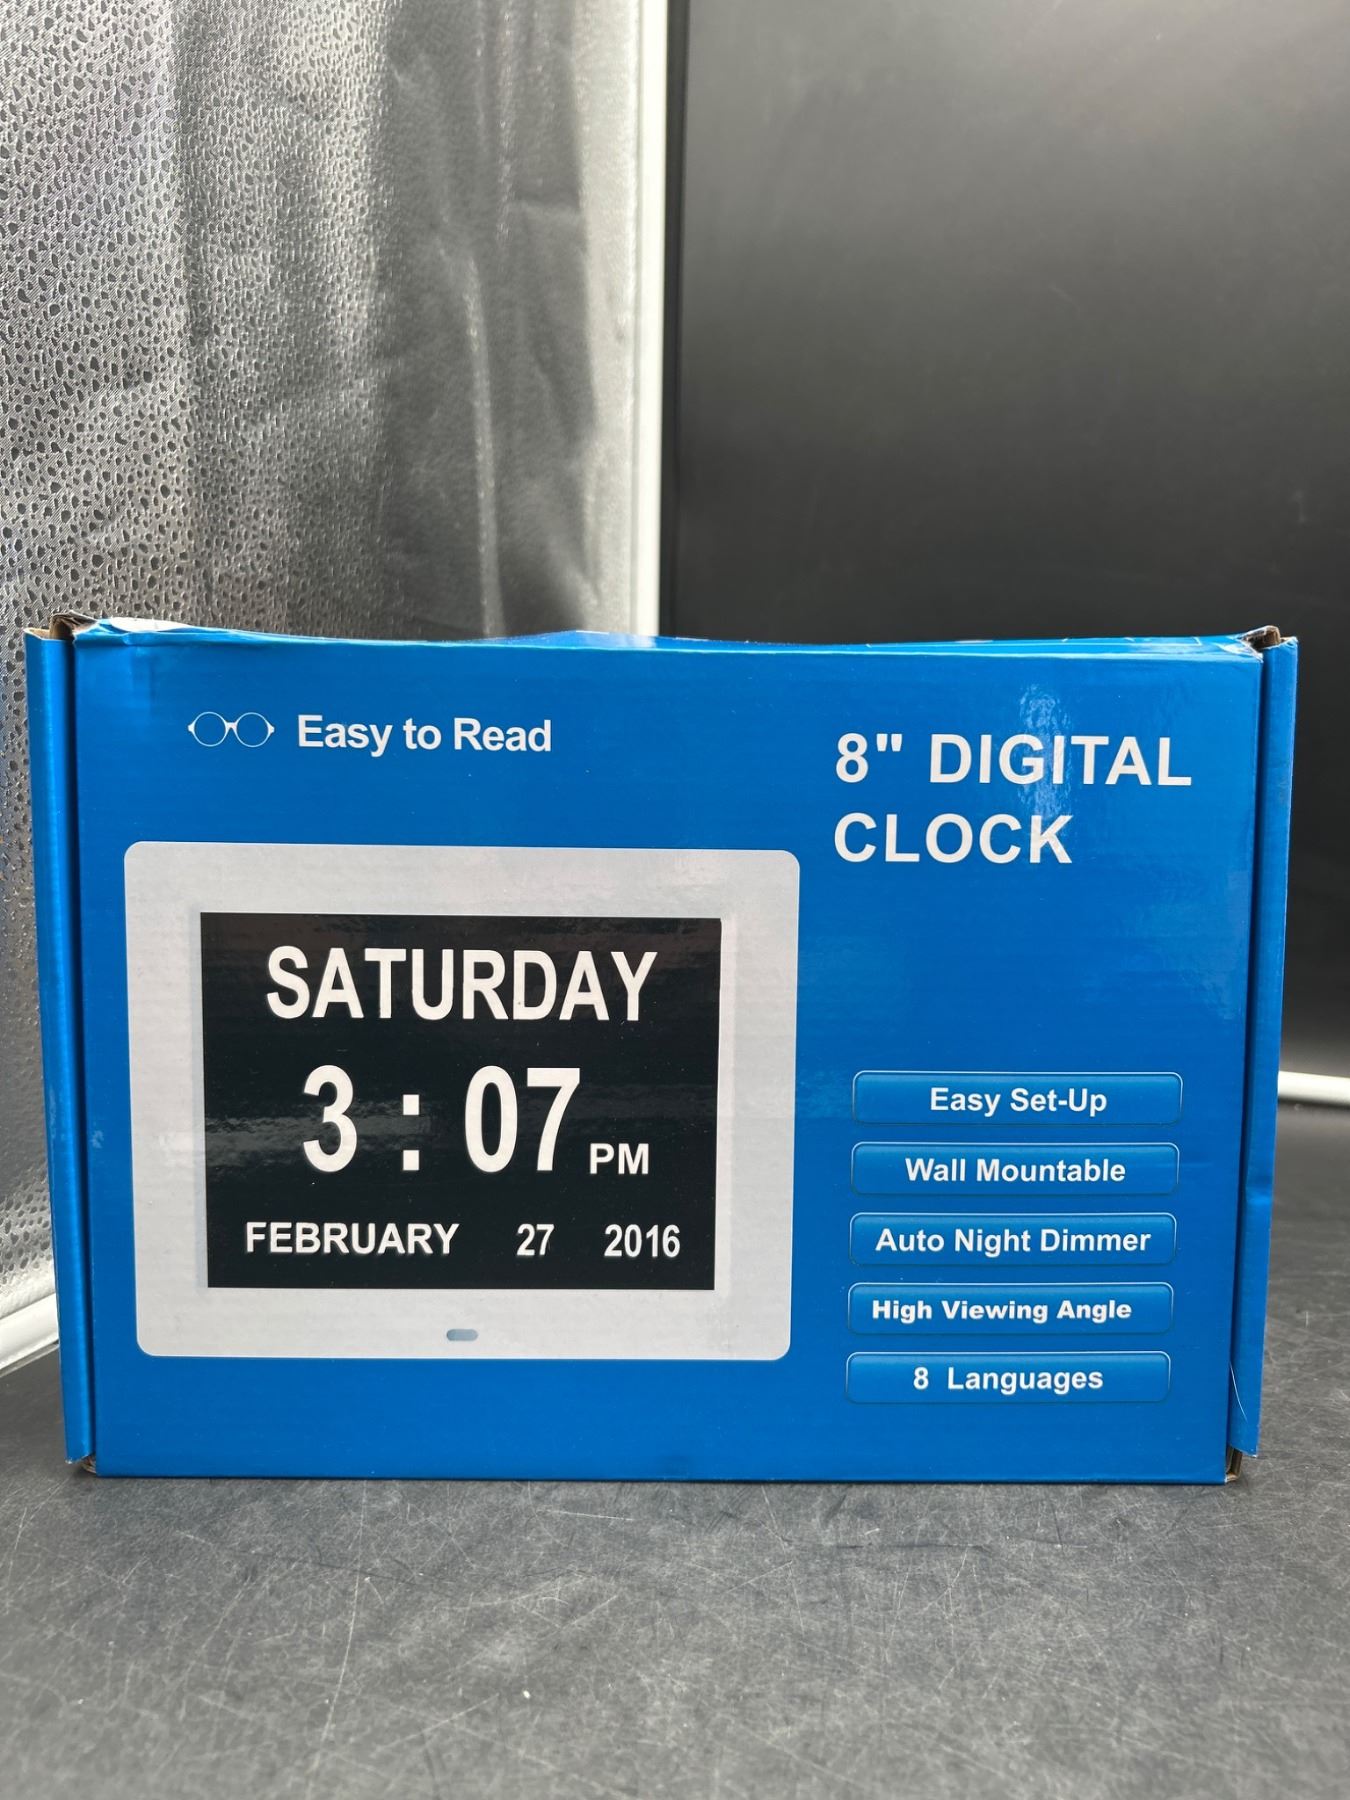 Easy to Read
8" DIGITAL
CLOCK
SATURDAY
3 : 07 PM
FEBRUARY 27 2016
Easy Set-Up
Wall Mountable
Auto Night Dimmer
High Viewing Angle
8 Languages